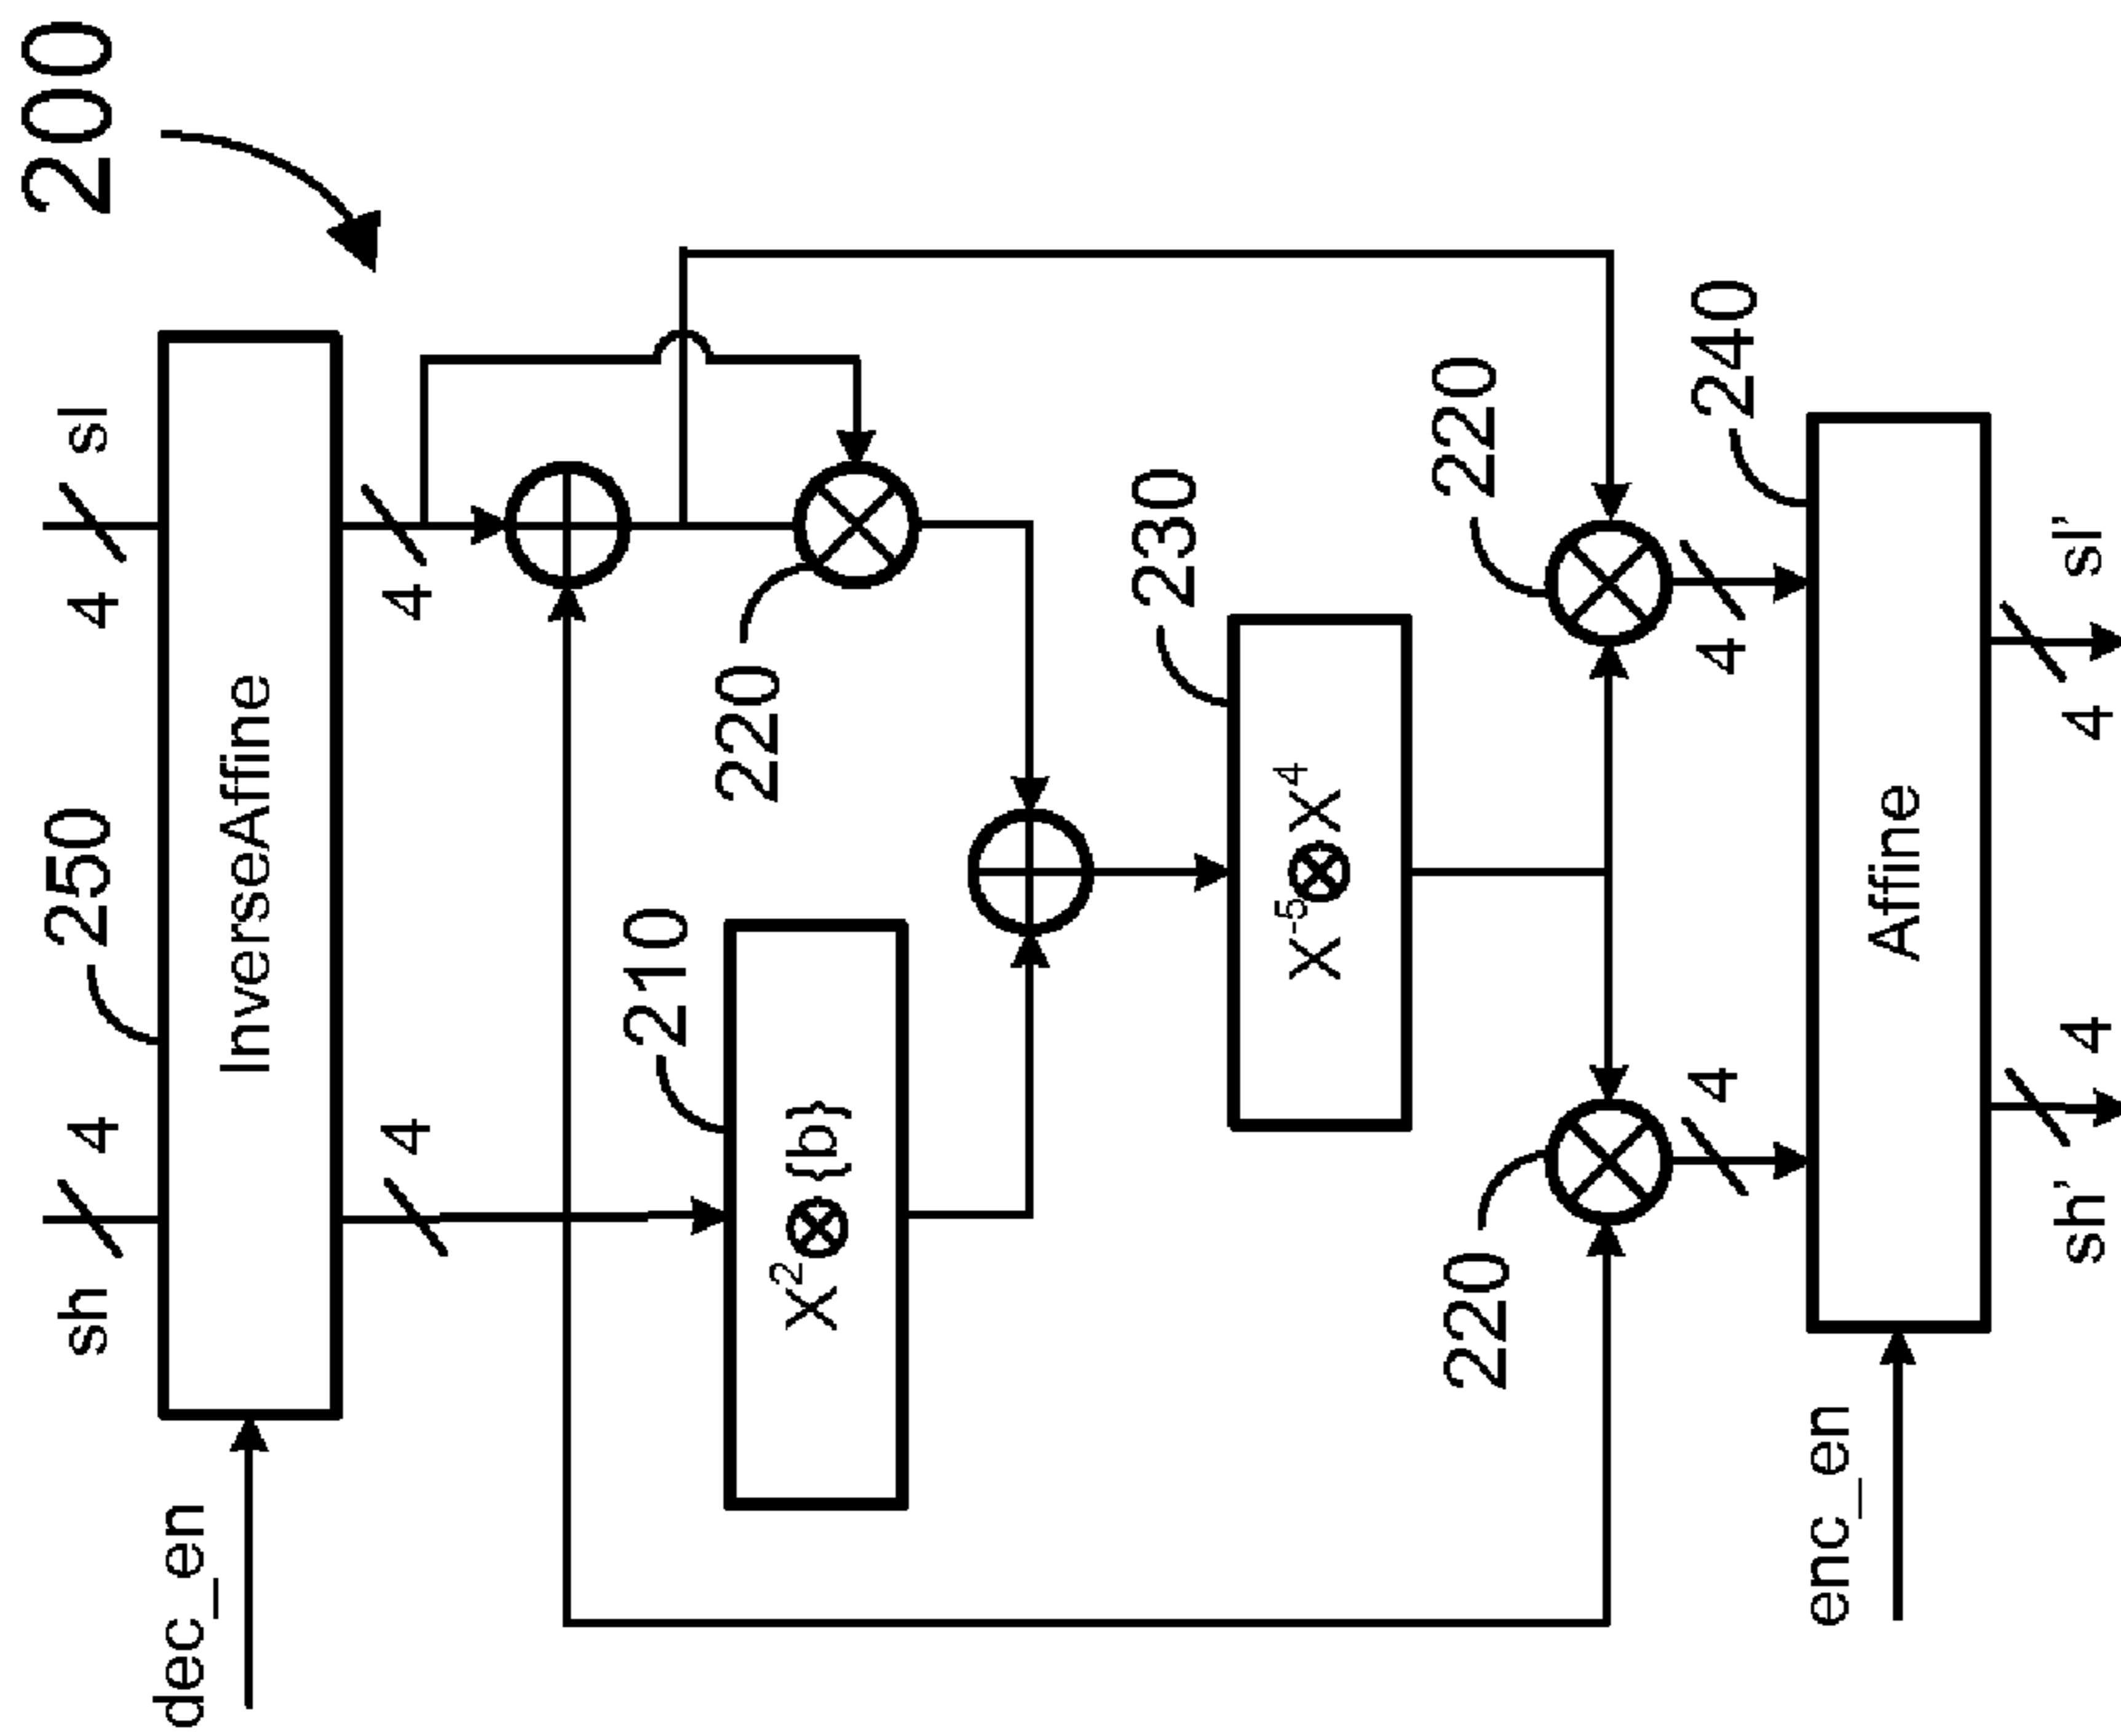 200
sh
4
4
sl
dec_en
250
InverseAffine
4
4
210
x²⊗{b}
220
230
x⁻⁵⊗x⁴
220
220
4
4
240
enc_en
Affine
sh'
4
4
sl'